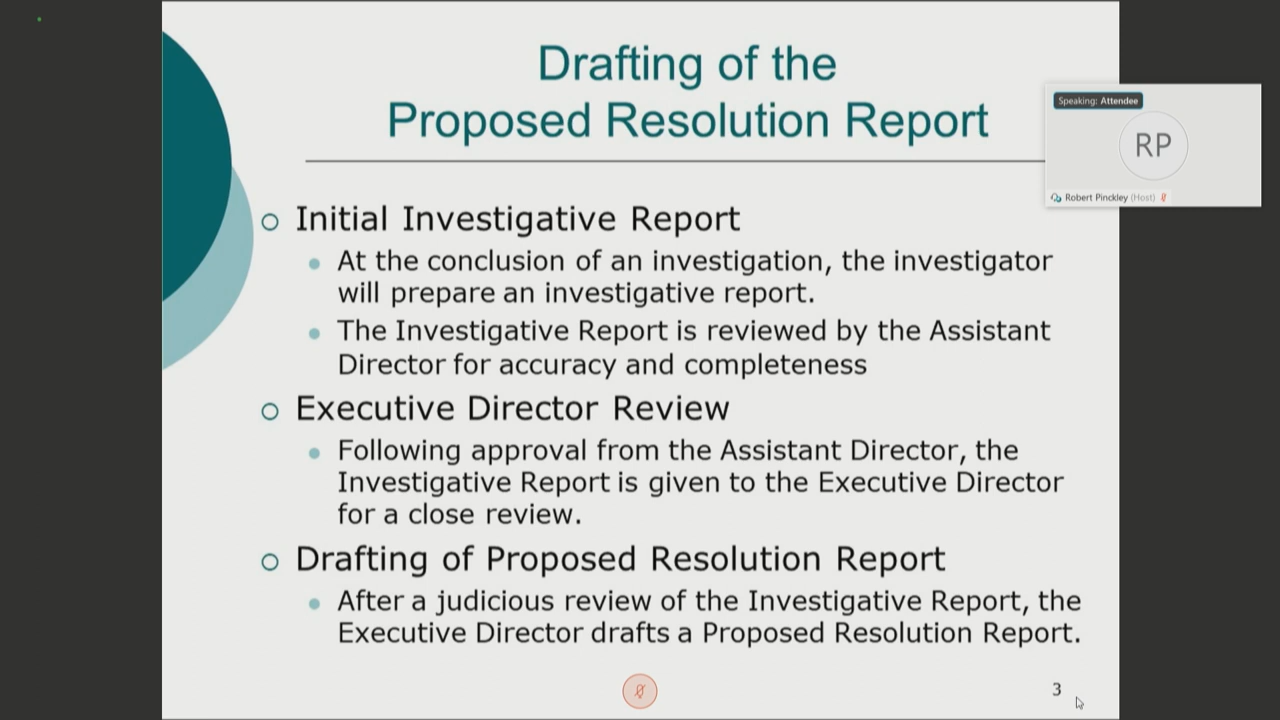 Drafting of the
Proposed Resolution Report
Speaking: Attendee
RP
Robert Pinckley (Host)
Initial Investigative Report
At the conclusion of an investigation, the investigator
will prepare an investigative report.
The Investigative Report is reviewed by the Assistant
Director for accuracy and completeness
Executive Director Review
Following approval from the Assistant Director, the
Investigative Report is given to the Executive Director
for a close review.
Drafting of Proposed Resolution Report
After a judicious review of the Investigative Report, the
Executive Director drafts a Proposed Resolution Report.
3